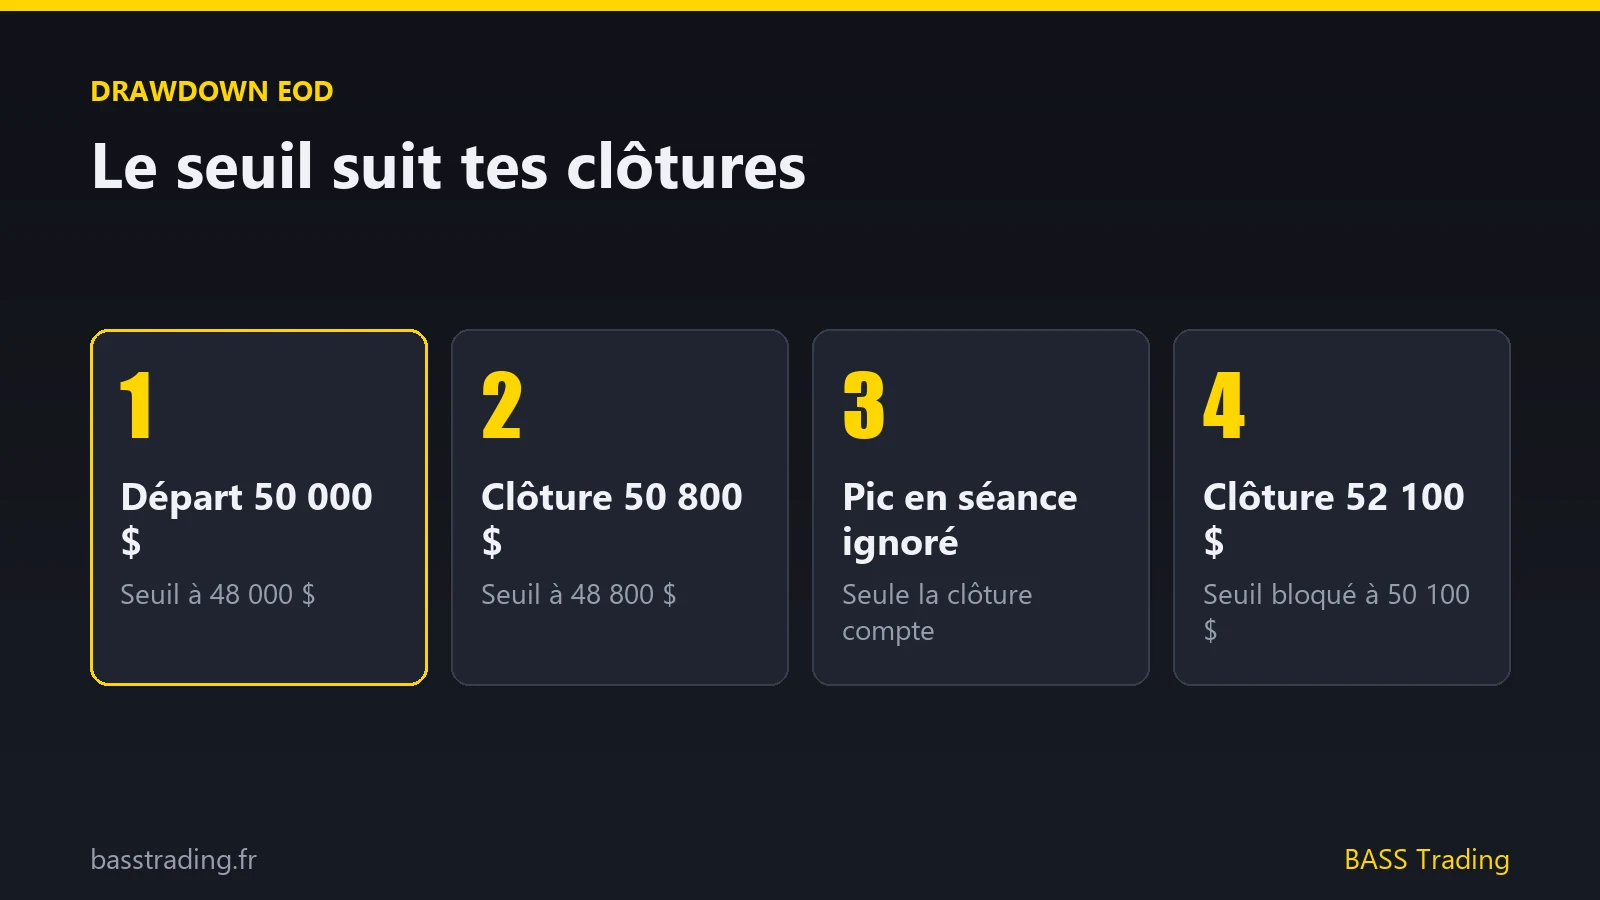 DRAWDOWN EOD
Le seuil suit tes clôtures
1
Départ 50 000
$
Seuil à 48 000 $
2
Clôture 50 800
$
Seuil à 48 800 $
3
Pic en séance
ignoré
Seule la clôture
compte
4
Clôture 52 100
$
Seuil bloqué à 50 100
$
basstrading.fr
BASS Trading